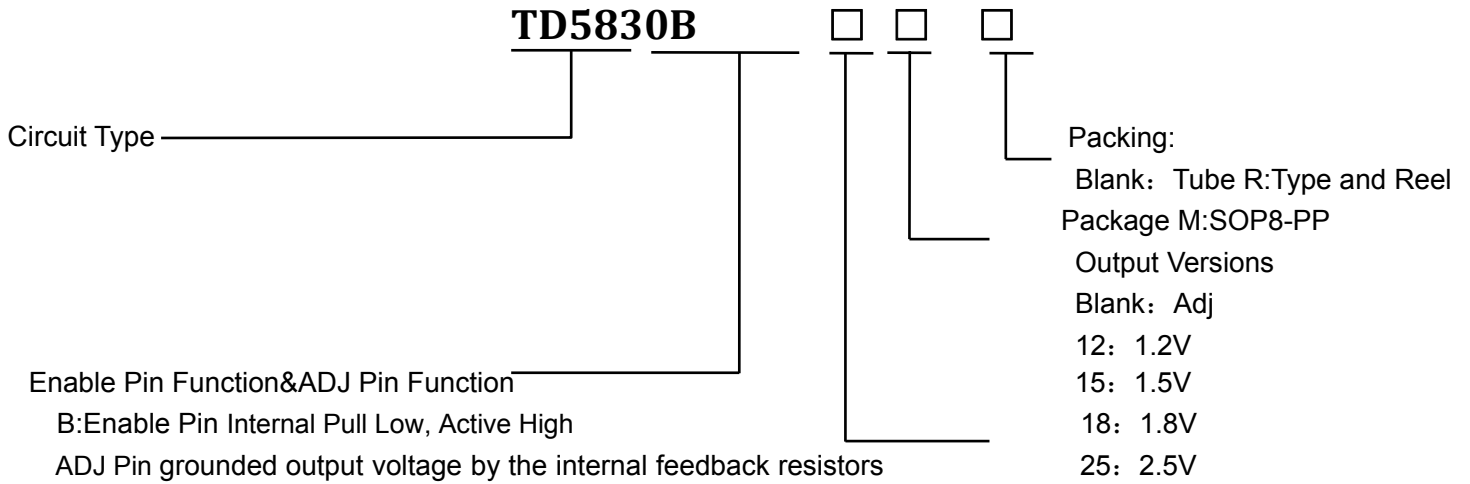 TD5830B □ □ □
Circuit Type
Packing:
Blank：Tube R:Type and Reel
Package M:SOP8-PP
Output Versions
Blank：Adj
12：1.2V
Enable Pin Function&ADJ Pin Function
15：1.5V
B:Enable Pin Internal Pull Low, Active High
18：1.8V
ADJ Pin grounded output voltage by the internal feedback resistors
25：2.5V